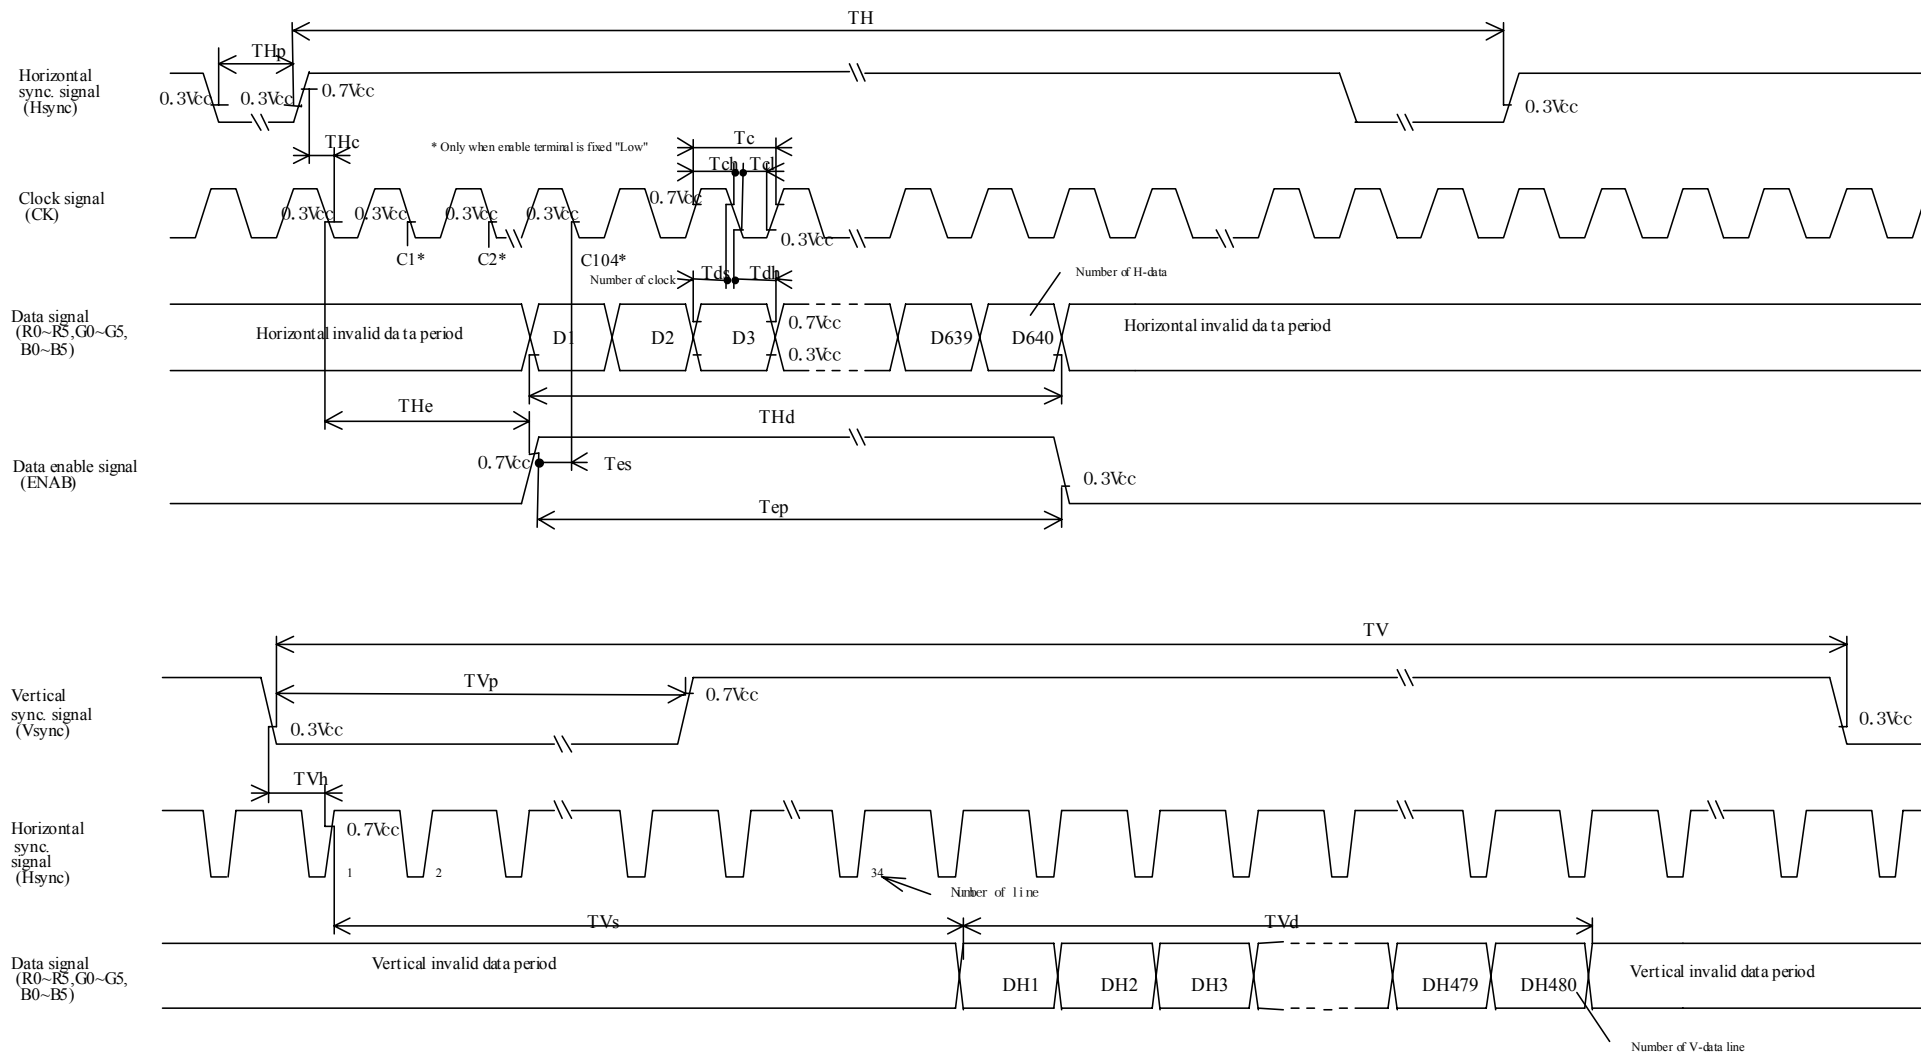 TH
THp
Horizontal
sync. signal
(Hsync)
0.3Vcc
0.3Vcc
0.7Vcc
0.3Vcc
THc
* Only when enable terminal is fixed "Low"
Tc
Tch
Tcl
Clock signal
(CK)
0.3Vcc
0.3Vcc
0.3Vcc
0.3Vcc
0.7Vcc
0.3Vcc
C1*
C2*
C104*
Number of clock
Tds
Tdh
Number of H-data
Data signal
(R0~R5,G0~G5,
B0~B5)
Horizontal invalid data period
D1
D2
D3
0.7Vcc
0.3Vcc
D639
D640
Horizontal invalid data period
THe
THd
Data enable signal
(ENAB)
0.7Vcc
Tes
0.3Vcc
Tep
TV
TVp
Vertical
sync. signal
(Vsync)
0.3Vcc
0.7Vcc
0.3Vcc
TVh
Horizontal
sync.
signal
(Hsync)
0.7Vcc
1
2
34
Number of line
TVs
TVd
Data signal
(R0~R5,G0~G5,
B0~B5)
Vertical invalid data period
DH1
DH2
DH3
DH479
DH480
Vertical invalid data period
Number of V-data line